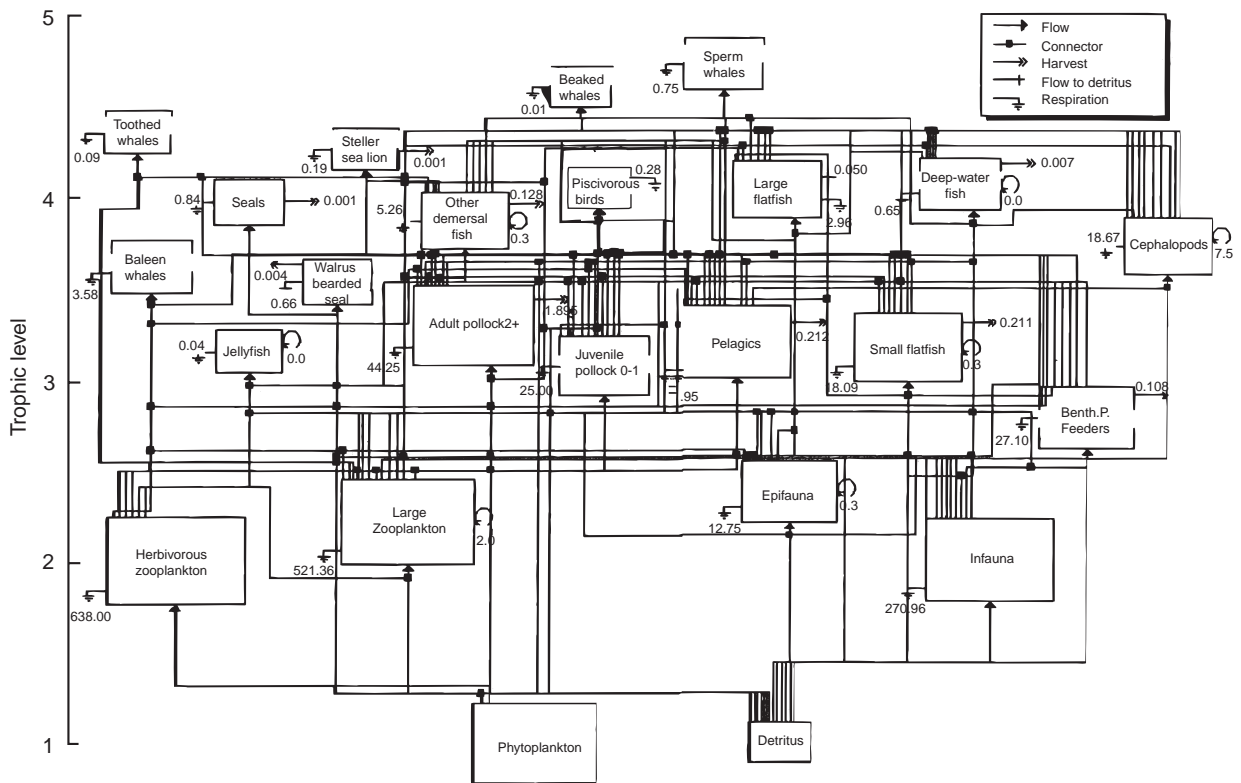 5
Flow
Connector
Harvest
Flow to detritus
Respiration
Sperm
whales
0.75
Beaked
whales
0.01
Toothed
whales
0.09
Steller
sea lion
0.19
0.001
4
0.84
Seals
0.001
5.26
Other
demersal
fish
0.128
0.3
Piscivorous
birds
0.28
Large
flatfish
0.050
2.96
Deep-water
fish
0.007
0.65
0.0
18.67
Cephalopods
7.5
Baleen
whales
3.58
0.004
Walrus
bearded
seal
0.66
Adult pollock2+
1.895
44.25
Jellyfish
0.04
0.0
Juvenile
pollock 0-1
25.00
Pelagics
0.212
.95
Small flatfish
0.211
0.3
18.09
3
Trophic level
Benth.P.
Feeders
0.108
27.10
Large
Zooplankton
2.0
521.36
Epifauna
0.3
12.75
2
Herbivorous
zooplankton
638.00
Infauna
270.96
1
Phytoplankton
Detritus